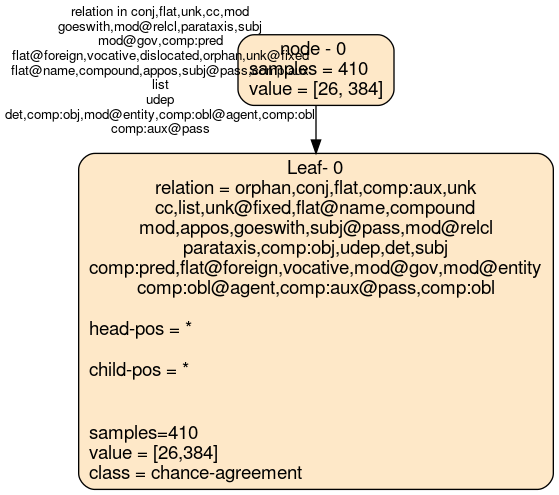 relation in conj,flat,unk,cc,mod
goeswith,mod@relcl,parataxis,subj
mod@gov,comp:pred
flat@foreign,vocative,dislocated,orphan,unk@fixed
flat@name,compound,appos,subj@pass,comp:aux
list
udep
det,comp:obj,mod@entity,comp:obl@agent,comp:obl
comp:aux@pass
node - 0
samples = 410
value = [26, 384]
Leaf- 0
relation = orphan,conj,flat,comp:aux,unk
cc,list,unk@fixed,flat@name,compound
mod,appos,goeswith,subj@pass,mod@relcl
parataxis,comp:obj,udep,det,subj
comp:pred,flat@foreign,vocative,mod@gov,mod@entity
comp:obl@agent,comp:aux@pass,comp:obl
head-pos = *
child-pos = *
samples=410
value = [26,384]
class = chance-agreement